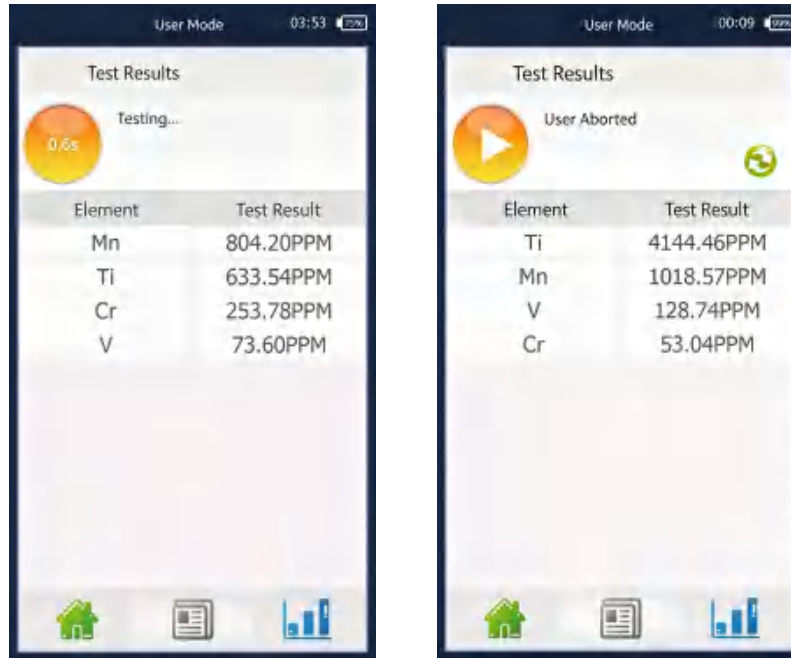 User Mode 03:53 75%
Test Results
Testing...
0.6s
Element Test Result
Mn 804.20PPM
Ti 633.54PPM
Cr 253.78PPM
V 73.60PPM
User Mode 00:09 99%
Test Results
User Aborted
Element Test Result
Ti 4144.46PPM
Mn 1018.57PPM
V 128.74PPM
Cr 53.04PPM